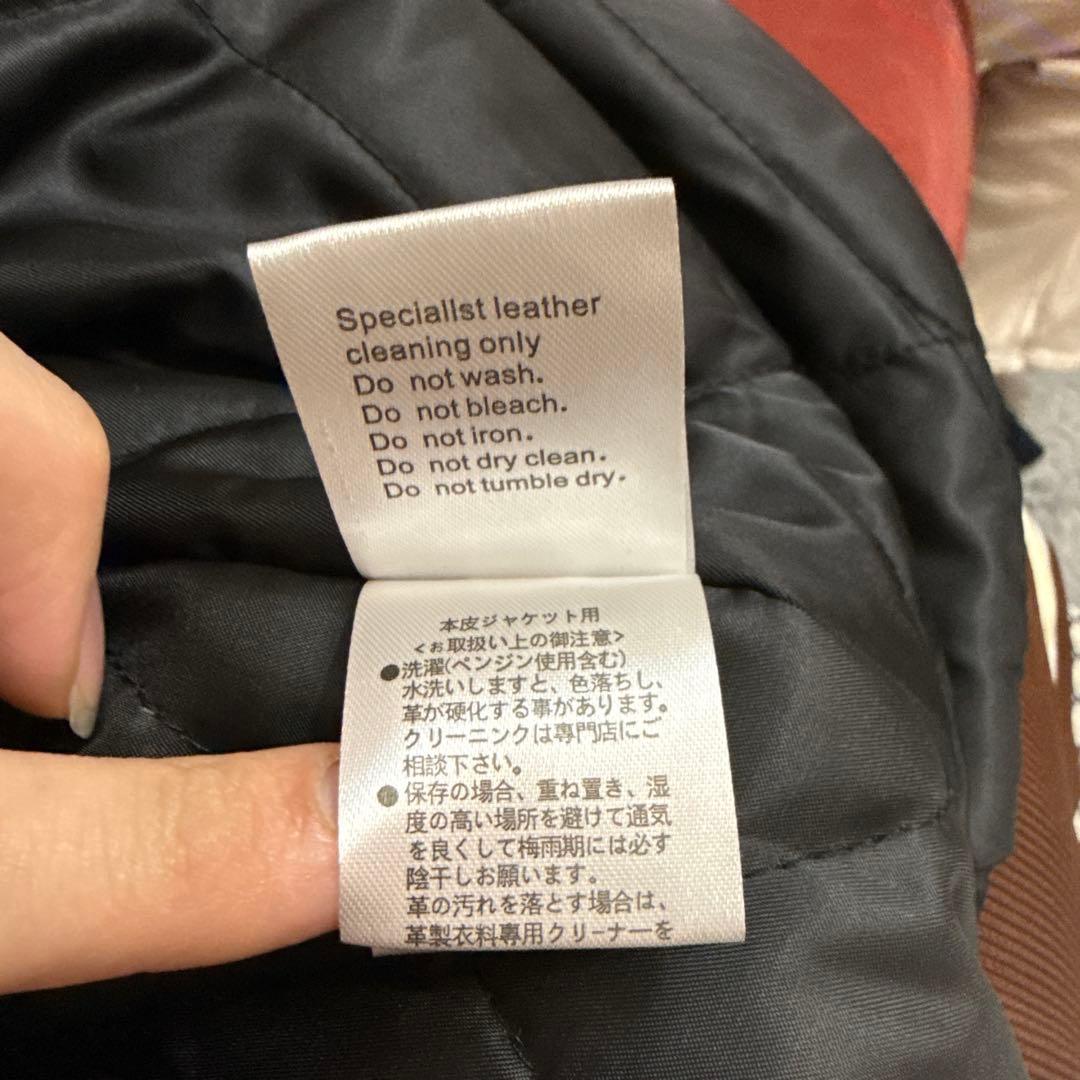 Specialist leather
cleaning only
Do not wash.
Do not bleach.
Do not iron.
Do not dry clean.
Do not tumble dry.
本皮ジャケット用
<お取扱い上の御注意>
●洗濯(ペンジン使用含む)
水洗いしますと、色落ちし、
革が硬化する事があります。
クリーニンクは専門店にご
相談下さい。
●保存の場合、重ね置き、湿
度の高い場所を避けて通気
を良くして梅雨期には必す
陰干しお願います。
革の汚れを落とす場合は、
革製衣料専用クリーナーを